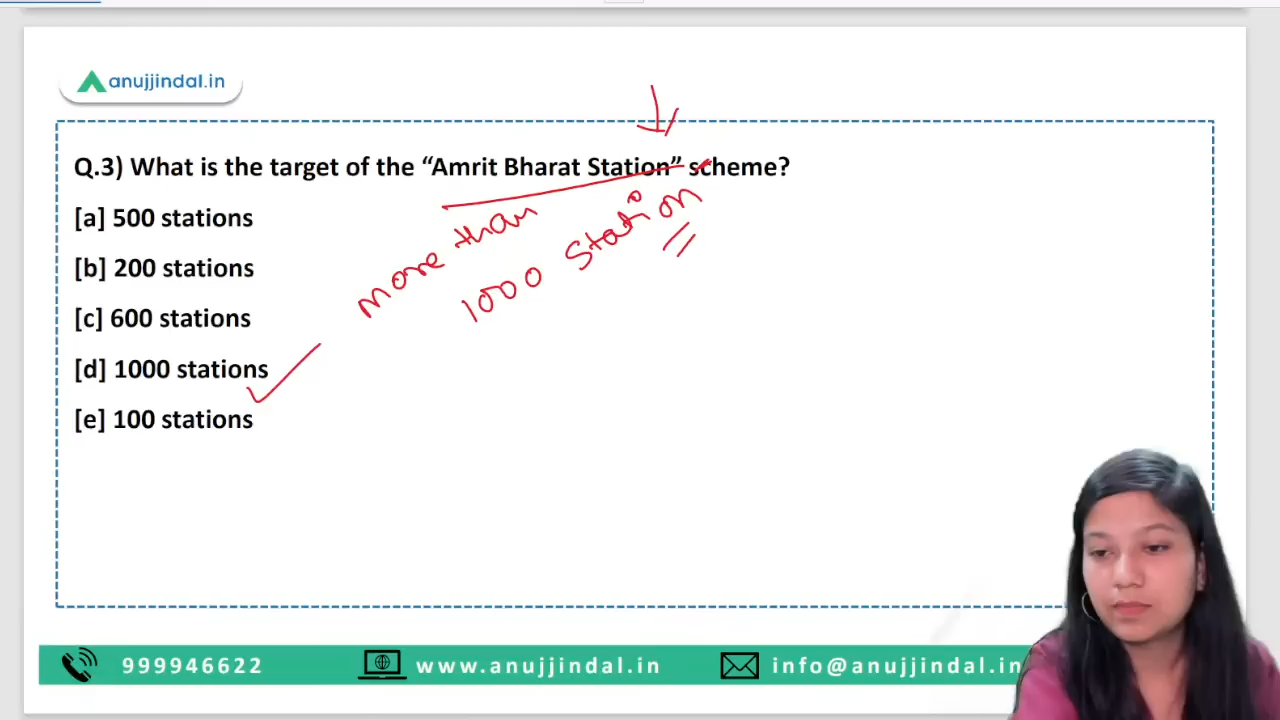 anujjindal.in
Q.3) What is the target of the “Amrit Bharat Station” scheme?
[a] 500 stations
[b] 200 stations
[c] 600 stations
[d] 1000 stations
[e] 100 stations
more than
1000 Station
999946622
www.anujjindal.in
info@anujjindal.in